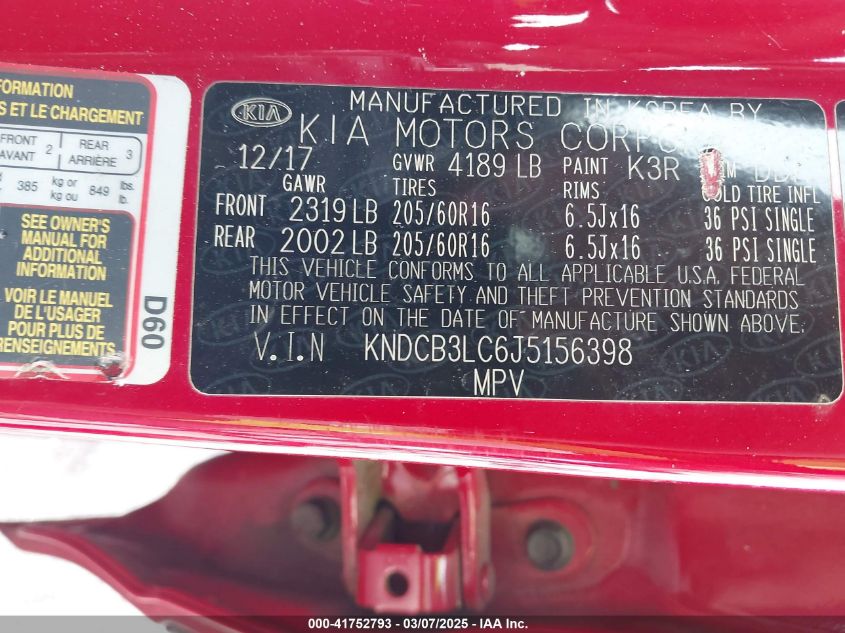 FORMATION
S ET LE CHARGEMENT
FRONT
AVANT 2
REAR
ARRIÈRE 3
385 kg or
kg ou 849 lbs.
lb.
SEE OWNER'S
MANUAL FOR
ADDITIONAL
INFORMATION
VOIR LE MANUEL
DE L'USAGER
POUR PLUS DE
RENSEIGNEMENTS
D60
KIA
MANUFACTURED IN KOREA BY
KIA MOTORS
12/17 GVWR 4189 LB PAINT K3R
GAWR TIRES RIMS COLD TIRE INFL
FRONT 2319 LB 205/60R16 6.5Jx16 36 PSI SINGLE
REAR 2002 LB 205/60R16 6.5Jx16 36 PSI SINGLE
THIS VEHICLE CONFORMS TO ALL APPLICABLE U.S.A. FEDERAL
MOTOR VEHICLE SAFETY AND THEFT PREVENTION STANDARDS
IN EFFECT ON THE DATE OF MANUFACTURE SHOWN ABOVE.
V.I.N KNDCB3LC6J5156398
MPV
000-41752793 - 03/07/2025 - IAA, Inc.